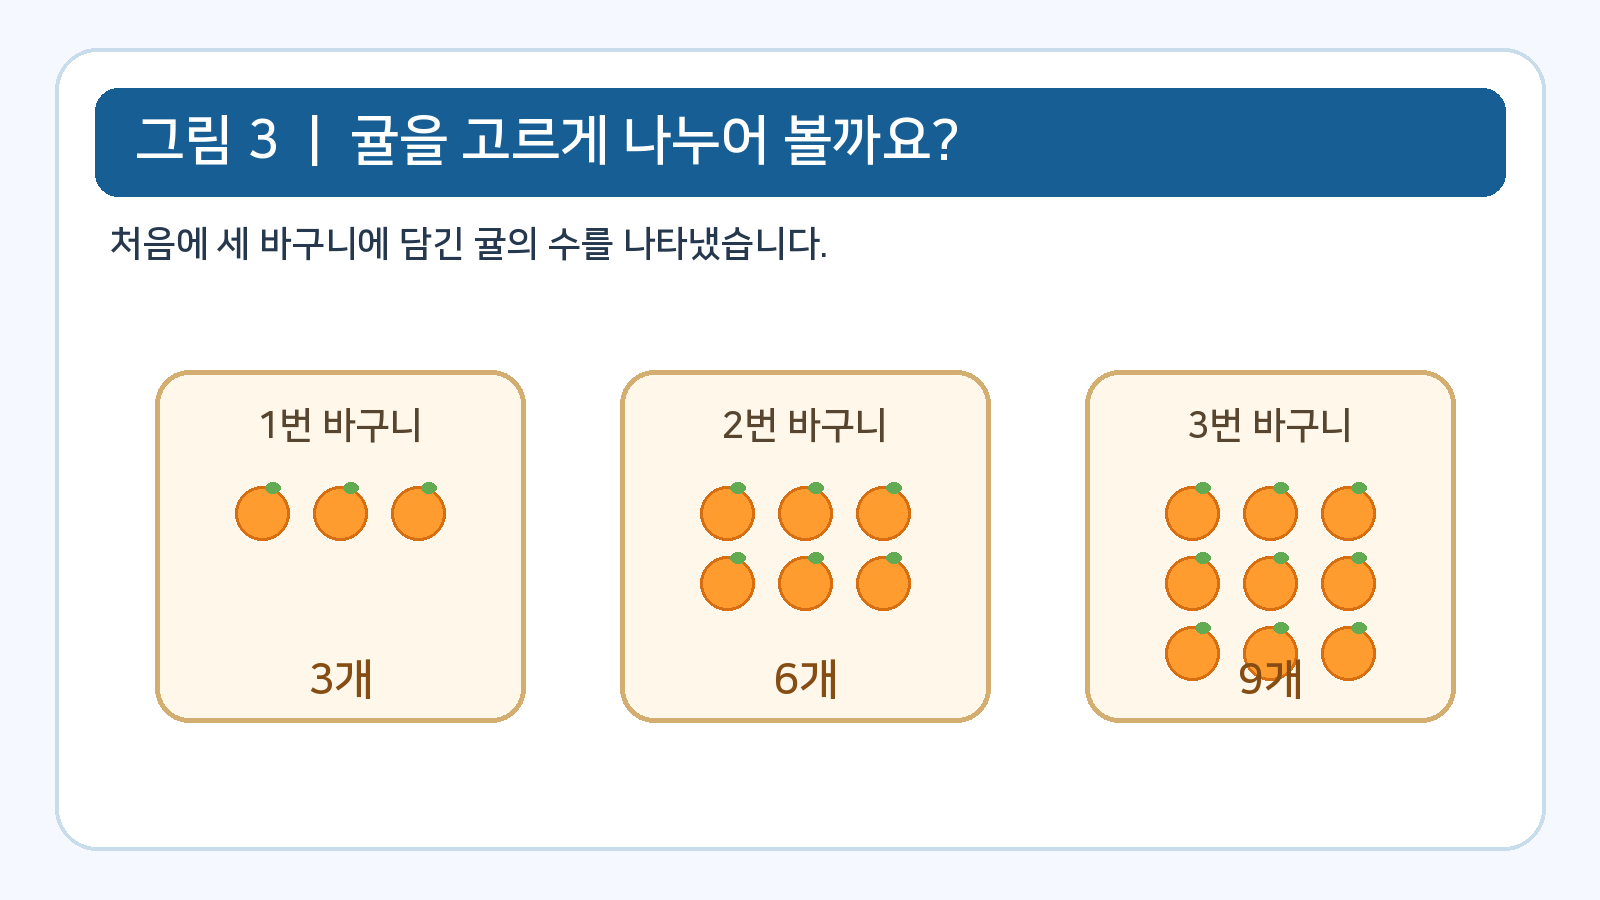 그림 3 | 귤을 고르게 나누어 볼까요?
처음에 세 바구니에 담긴 귤의 수를 나타냈습니다.
1번 바구니
3개
2번 바구니
6개
3번 바구니
9개